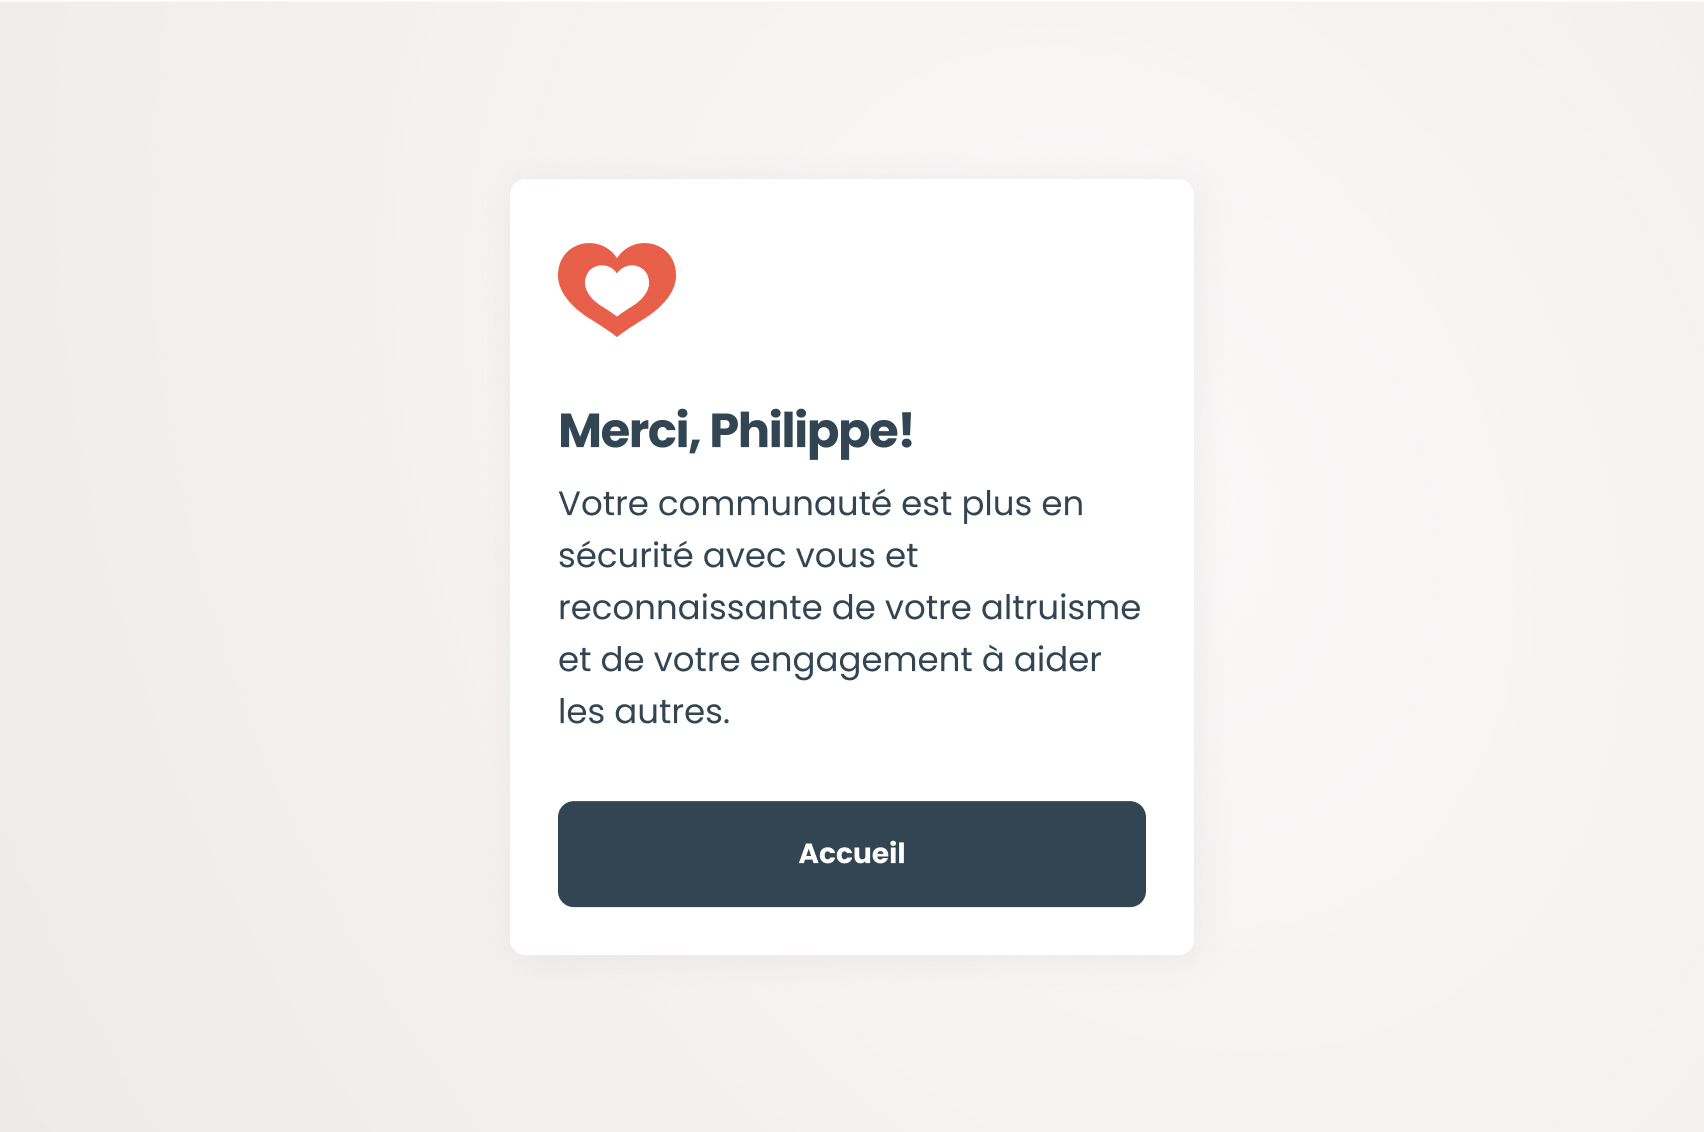 Merci, Philippe!
Votre communauté est plus en
sécurité avec vous et
reconnaissante de votre altruisme
et de votre engagement à aider
les autres.
Accueil